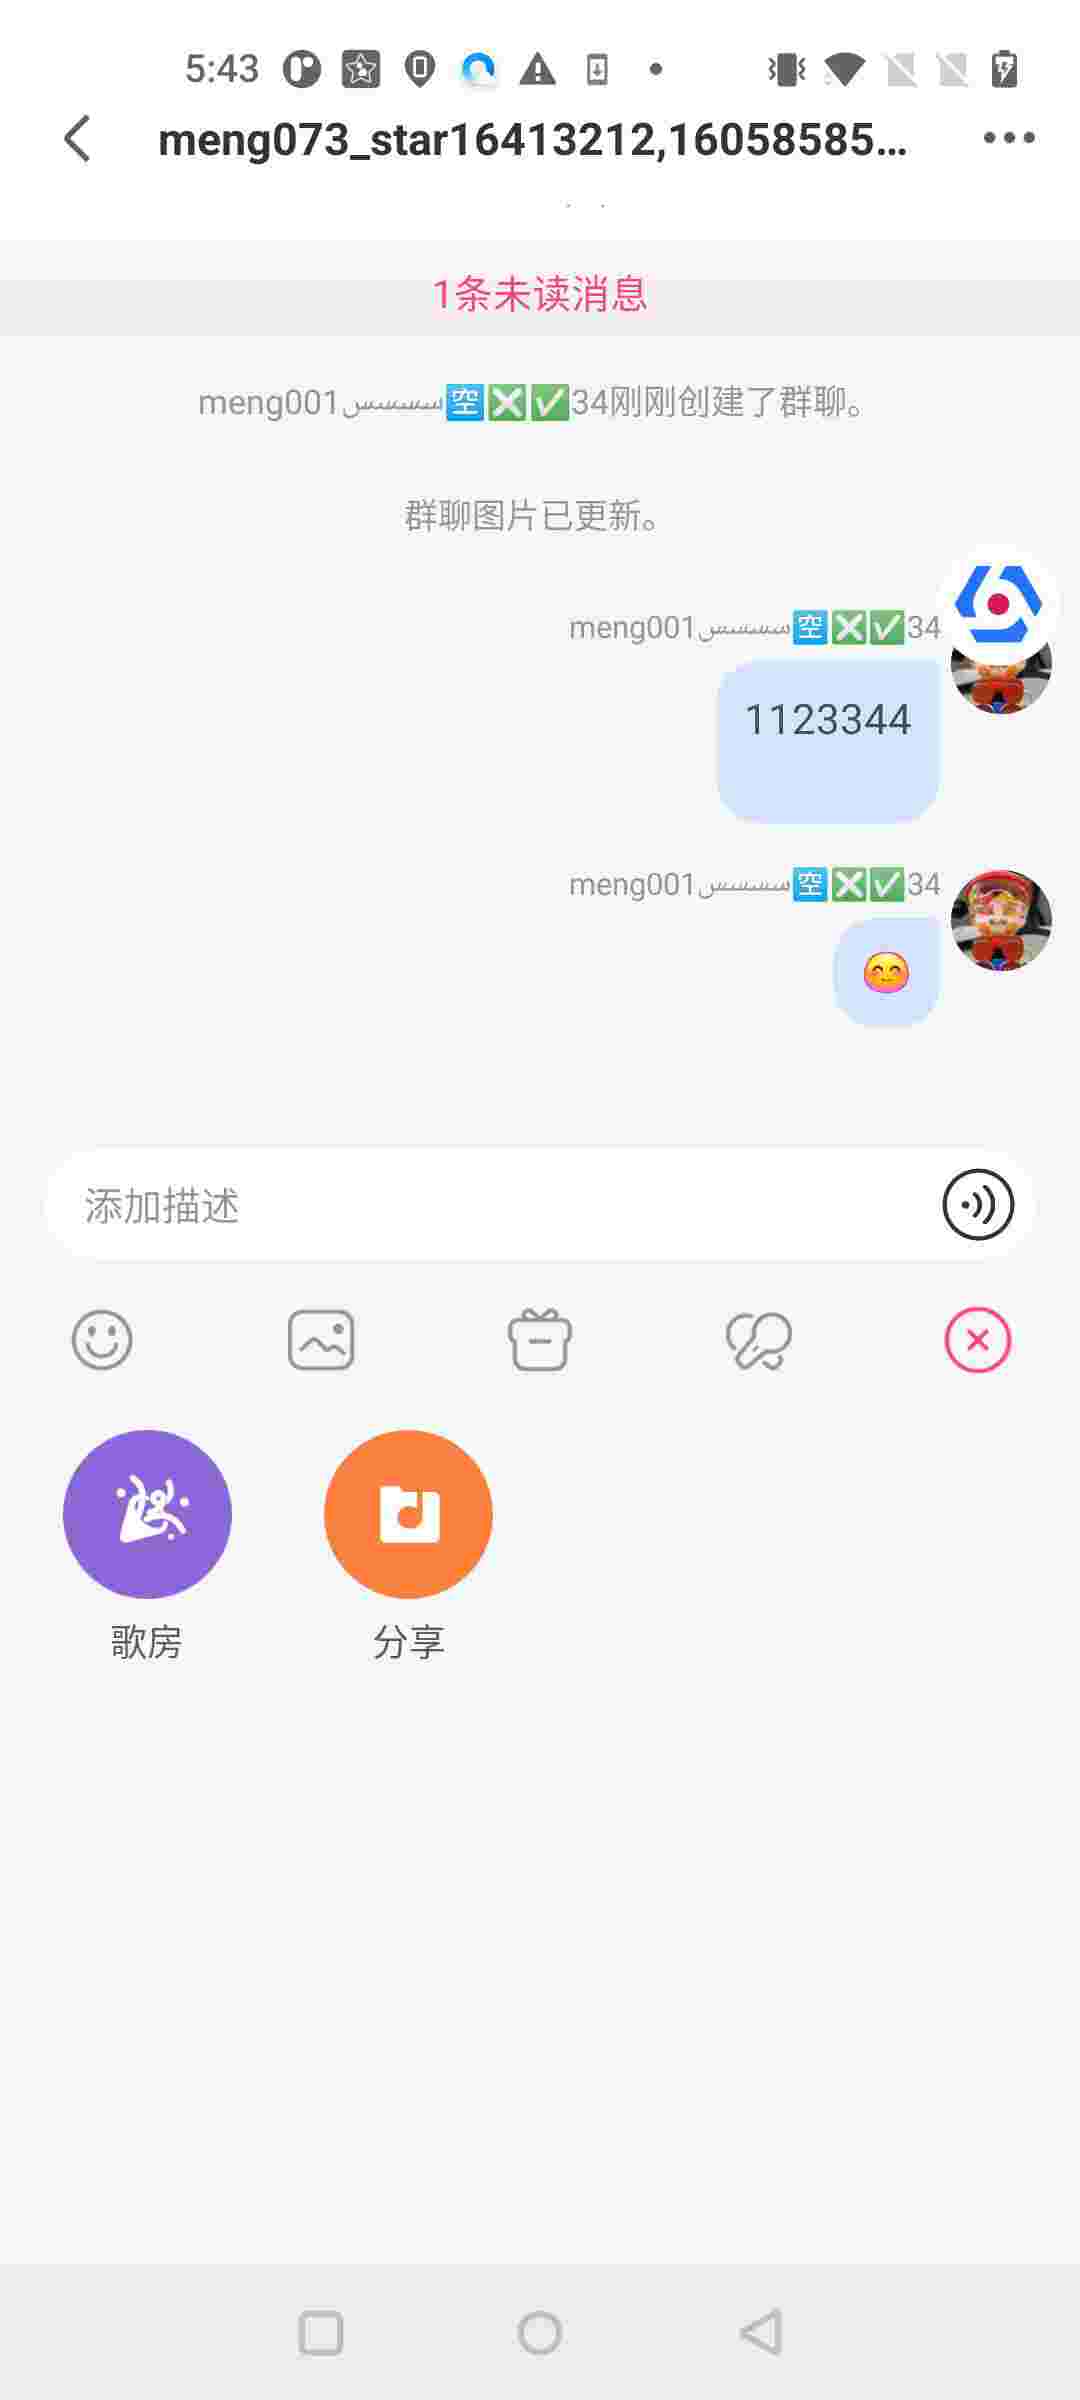 5:43
meng073_star16413212,16058585...
1条未读消息
meng001سسسس🈳❎✅34刚刚创建了群聊。
群聊图片已更新。
meng001سسسس🈳❎✅34
1123344
meng001سسسس🈳❎✅34
😊
添加描述
歌房
分享